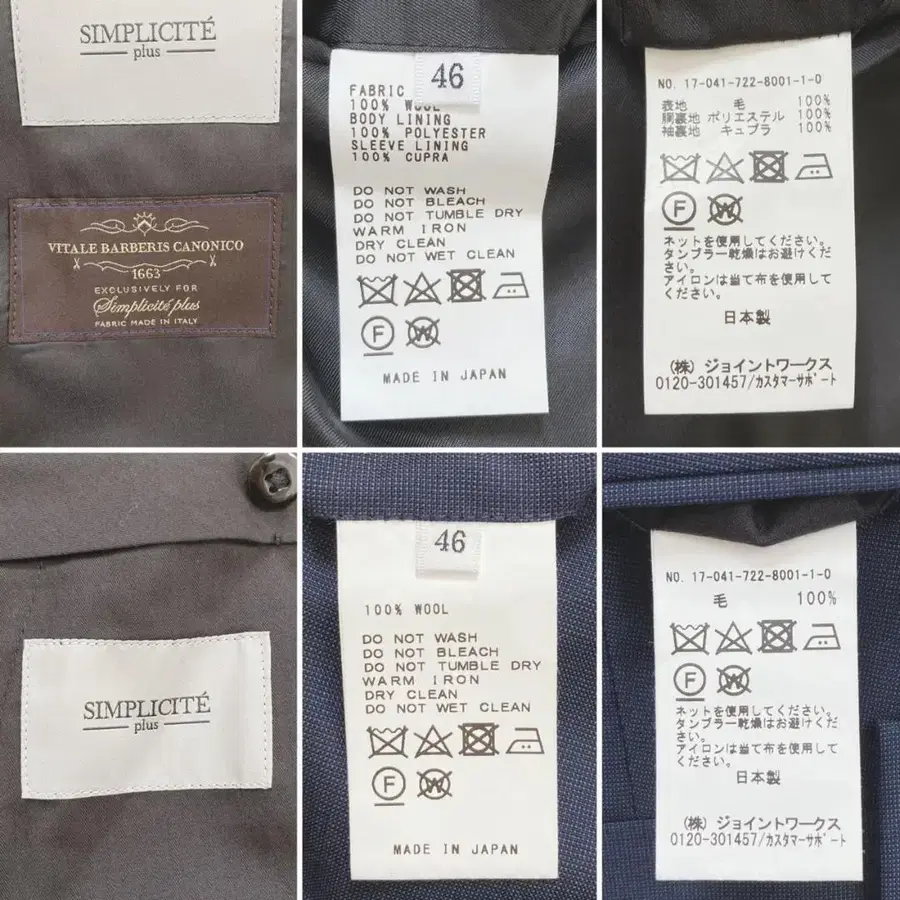 SIMPLICITÉ
plus
VITALE BARBERIS CANONICO
1663
EXCLUSIVELY FOR
Simplicité plus
FABRIC MADE IN ITALY
46
FABRIC
100% WOOL
BODY LINING
100% POLYESTER
SLEEVE LINING
100% CUPRA
DO NOT WASH
DO NOT BLEACH
DO NOT TUMBLE DRY
WARM IRON
DRY CLEAN
DO NOT WET CLEAN
F W
MADE IN JAPAN
NO. 17-041-722-8001-1-0
表地 毛 100%
胴裏地 ポリエステル 100%
袖裏地 キュプラ 100%
F W
ネットを使用してください。
タンブラー乾燥はお避けくださ
い。
アイロンは当て布を使用して
ください。
日本製
(株) ジョイントワークス
0120-301457/カスタマーサポート
SIMPLICITÉ
plus
46
100% WOOL
DO NOT WASH
DO NOT BLEACH
DO NOT TUMBLE DRY
WARM IRON
DRY CLEAN
DO NOT WET CLEAN
F W
MADE IN JAPAN
NO. 17-041-722-8001-1-0
毛 100%
F W
ネットを使用してください。
タンブラー乾燥はお避けくださ
い。
アイロンは当て布を使用して
ください。
日本製
(株) ジョイントワークス
0120-301457/カスタマーサポート